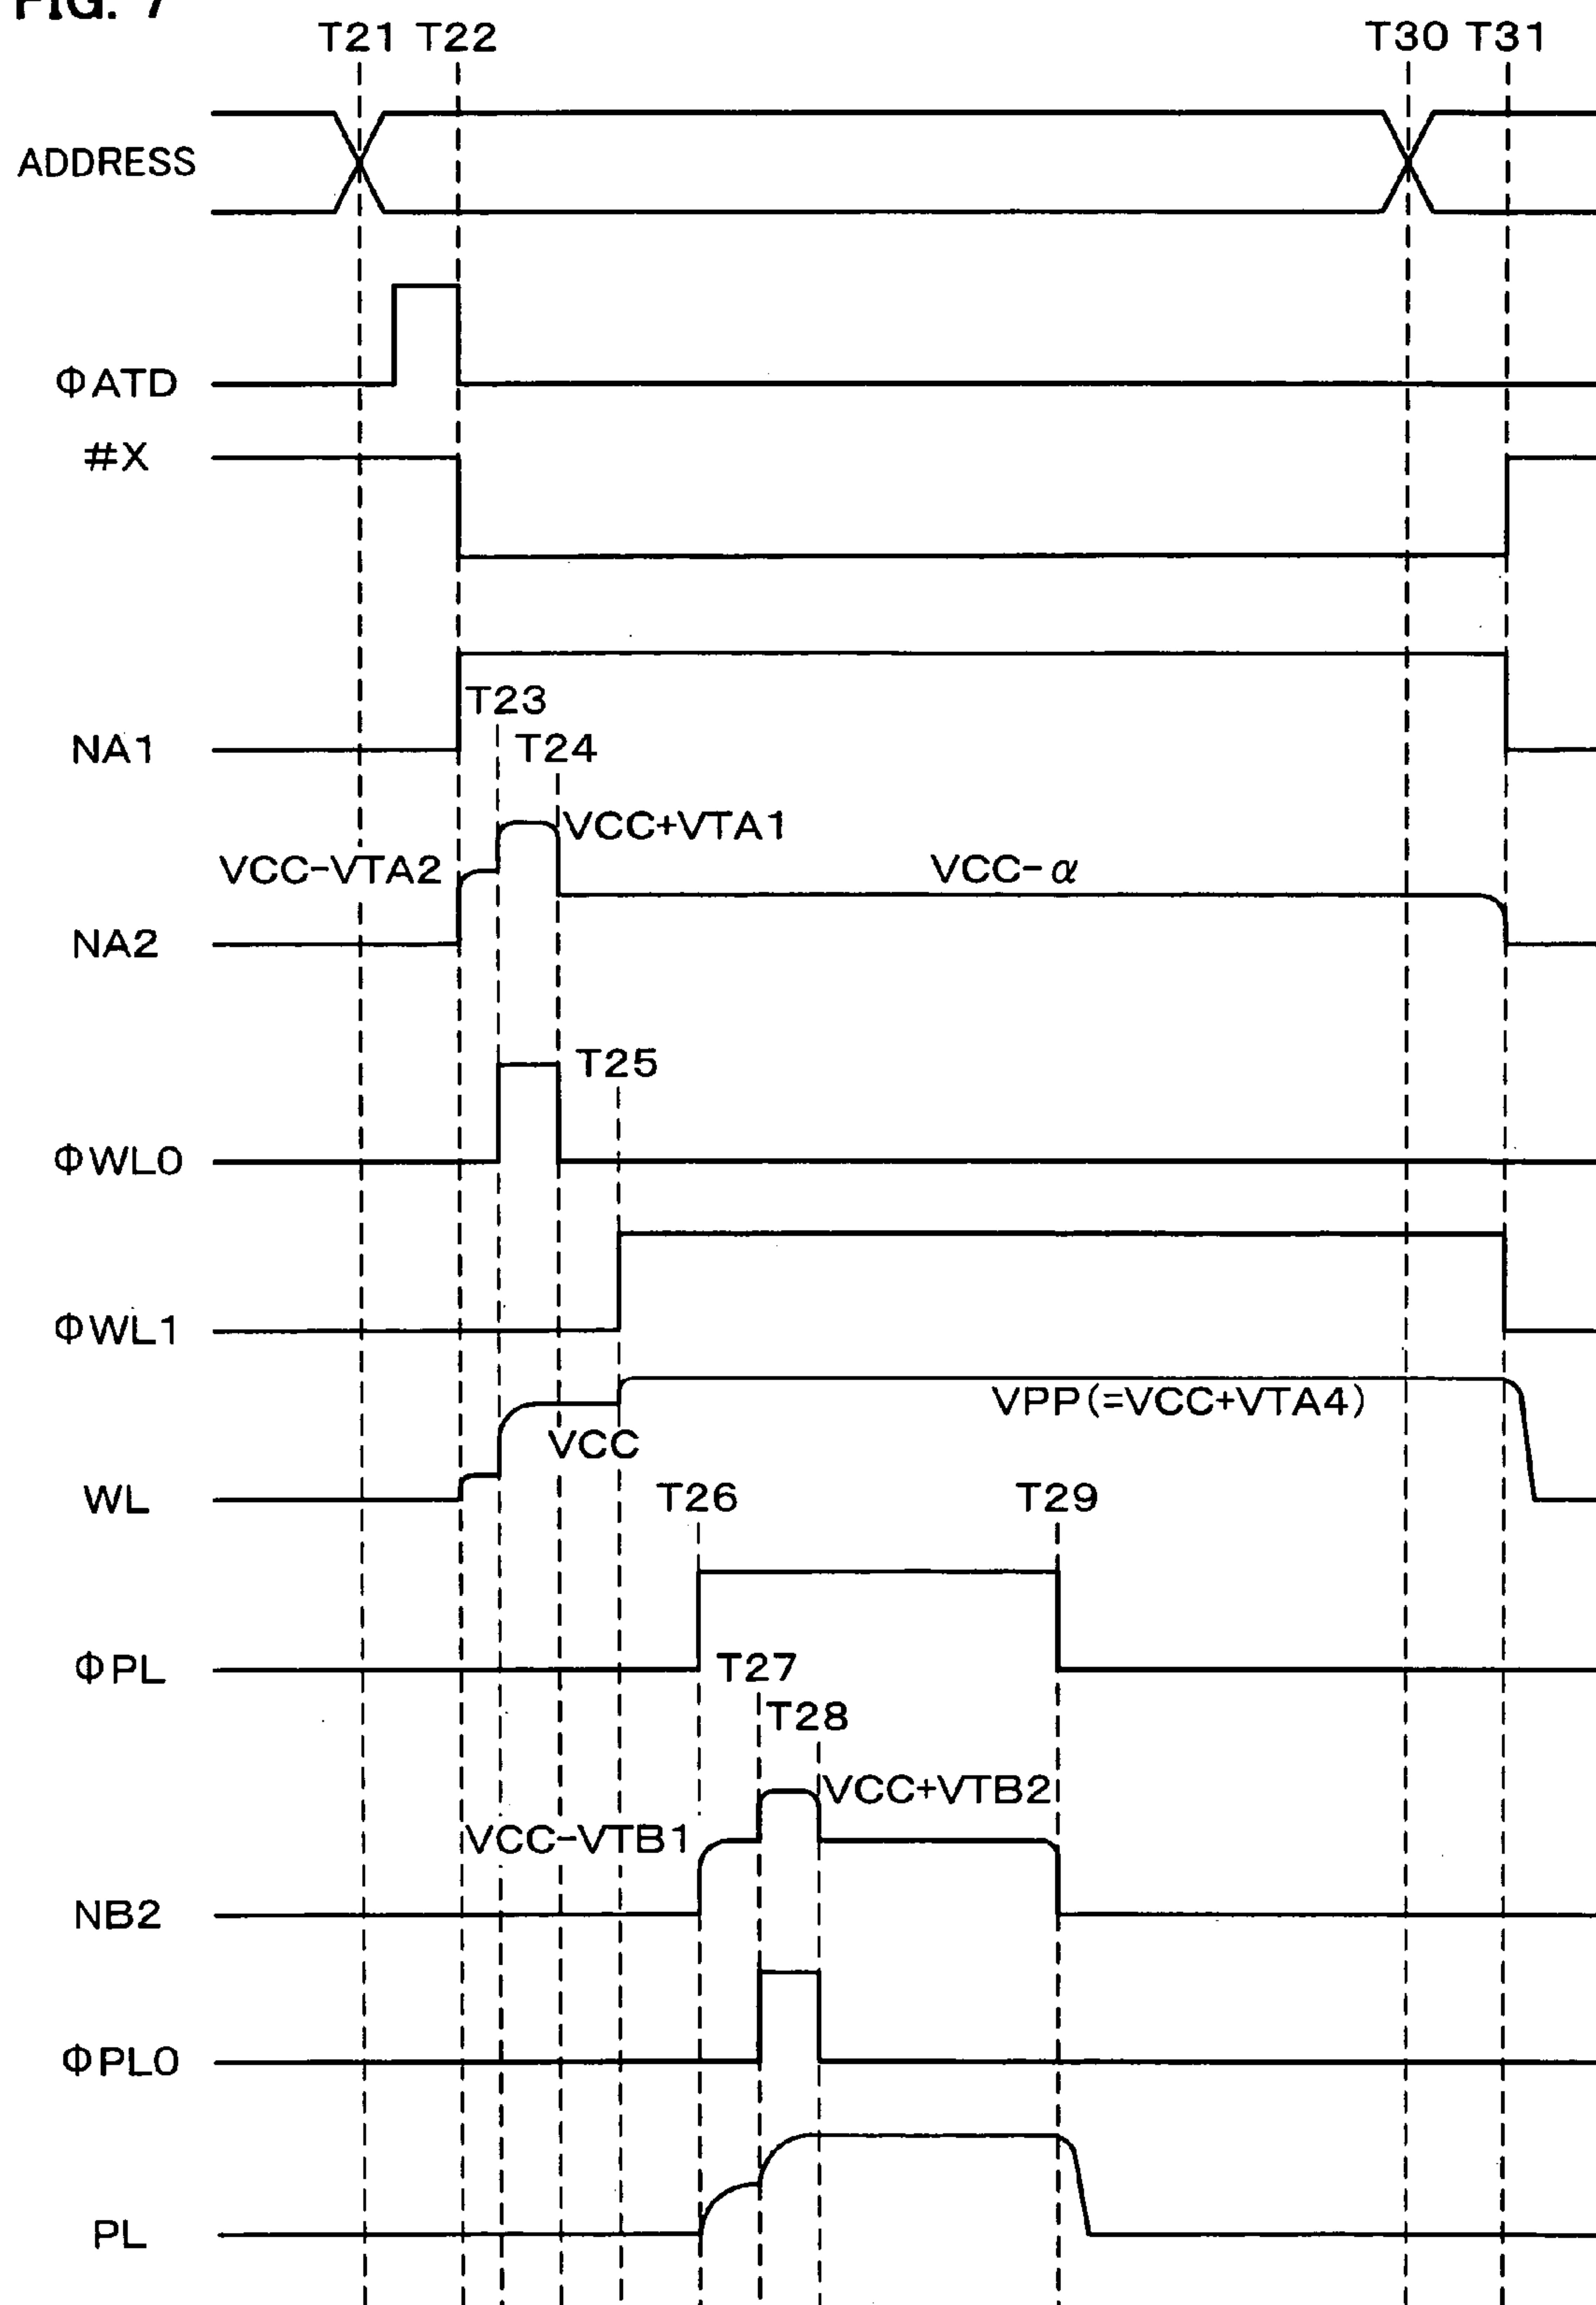 FIG. 7
T21 T22 T30 T31
ADDRESS
ΦATD
#X
T23
NA1
T24
VCC+VTA1
VCC-VTA2
VCC-α
NA2
T25
ΦWL0
ΦWL1
VPP(=VCC+VTA4)
VCC
WL
T26 T29
ΦPL
T27
T28
VCC+VTB2
VCC-VTB1
NB2
ΦPL0
PL